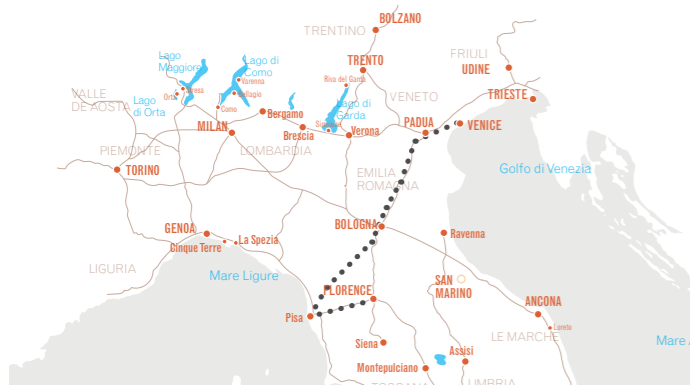 BOLZANO
TRENTINO
FRIULI
Lago
Maggiore
Lago di
Como
TRENTO
UDINE
Varenna
Riva del Garda
VALLE
DE AOSTA
Stresa
Orta
Bellagio
VENETO
TRIESTE
Lago
di Orta
Como
Bergamo
Lago di
Garda
MILAN
Brescia
Verona
PADUA
VENICE
PIEMONTE
LOMBARDIA
TORINO
EMILIA
ROMAGNA
Golfo di Venezia
GENOA
BOLOGNA
Ravenna
Cinque Terre
La Spezia
LIGURIA
Mare Ligure
SAN
MARINO
FLORENCE
ANCONA
Pisa
Loreto
LE MARCHE
Siena
Assisi
Mare
Montepulciano
TOSCANA
UMBRIA